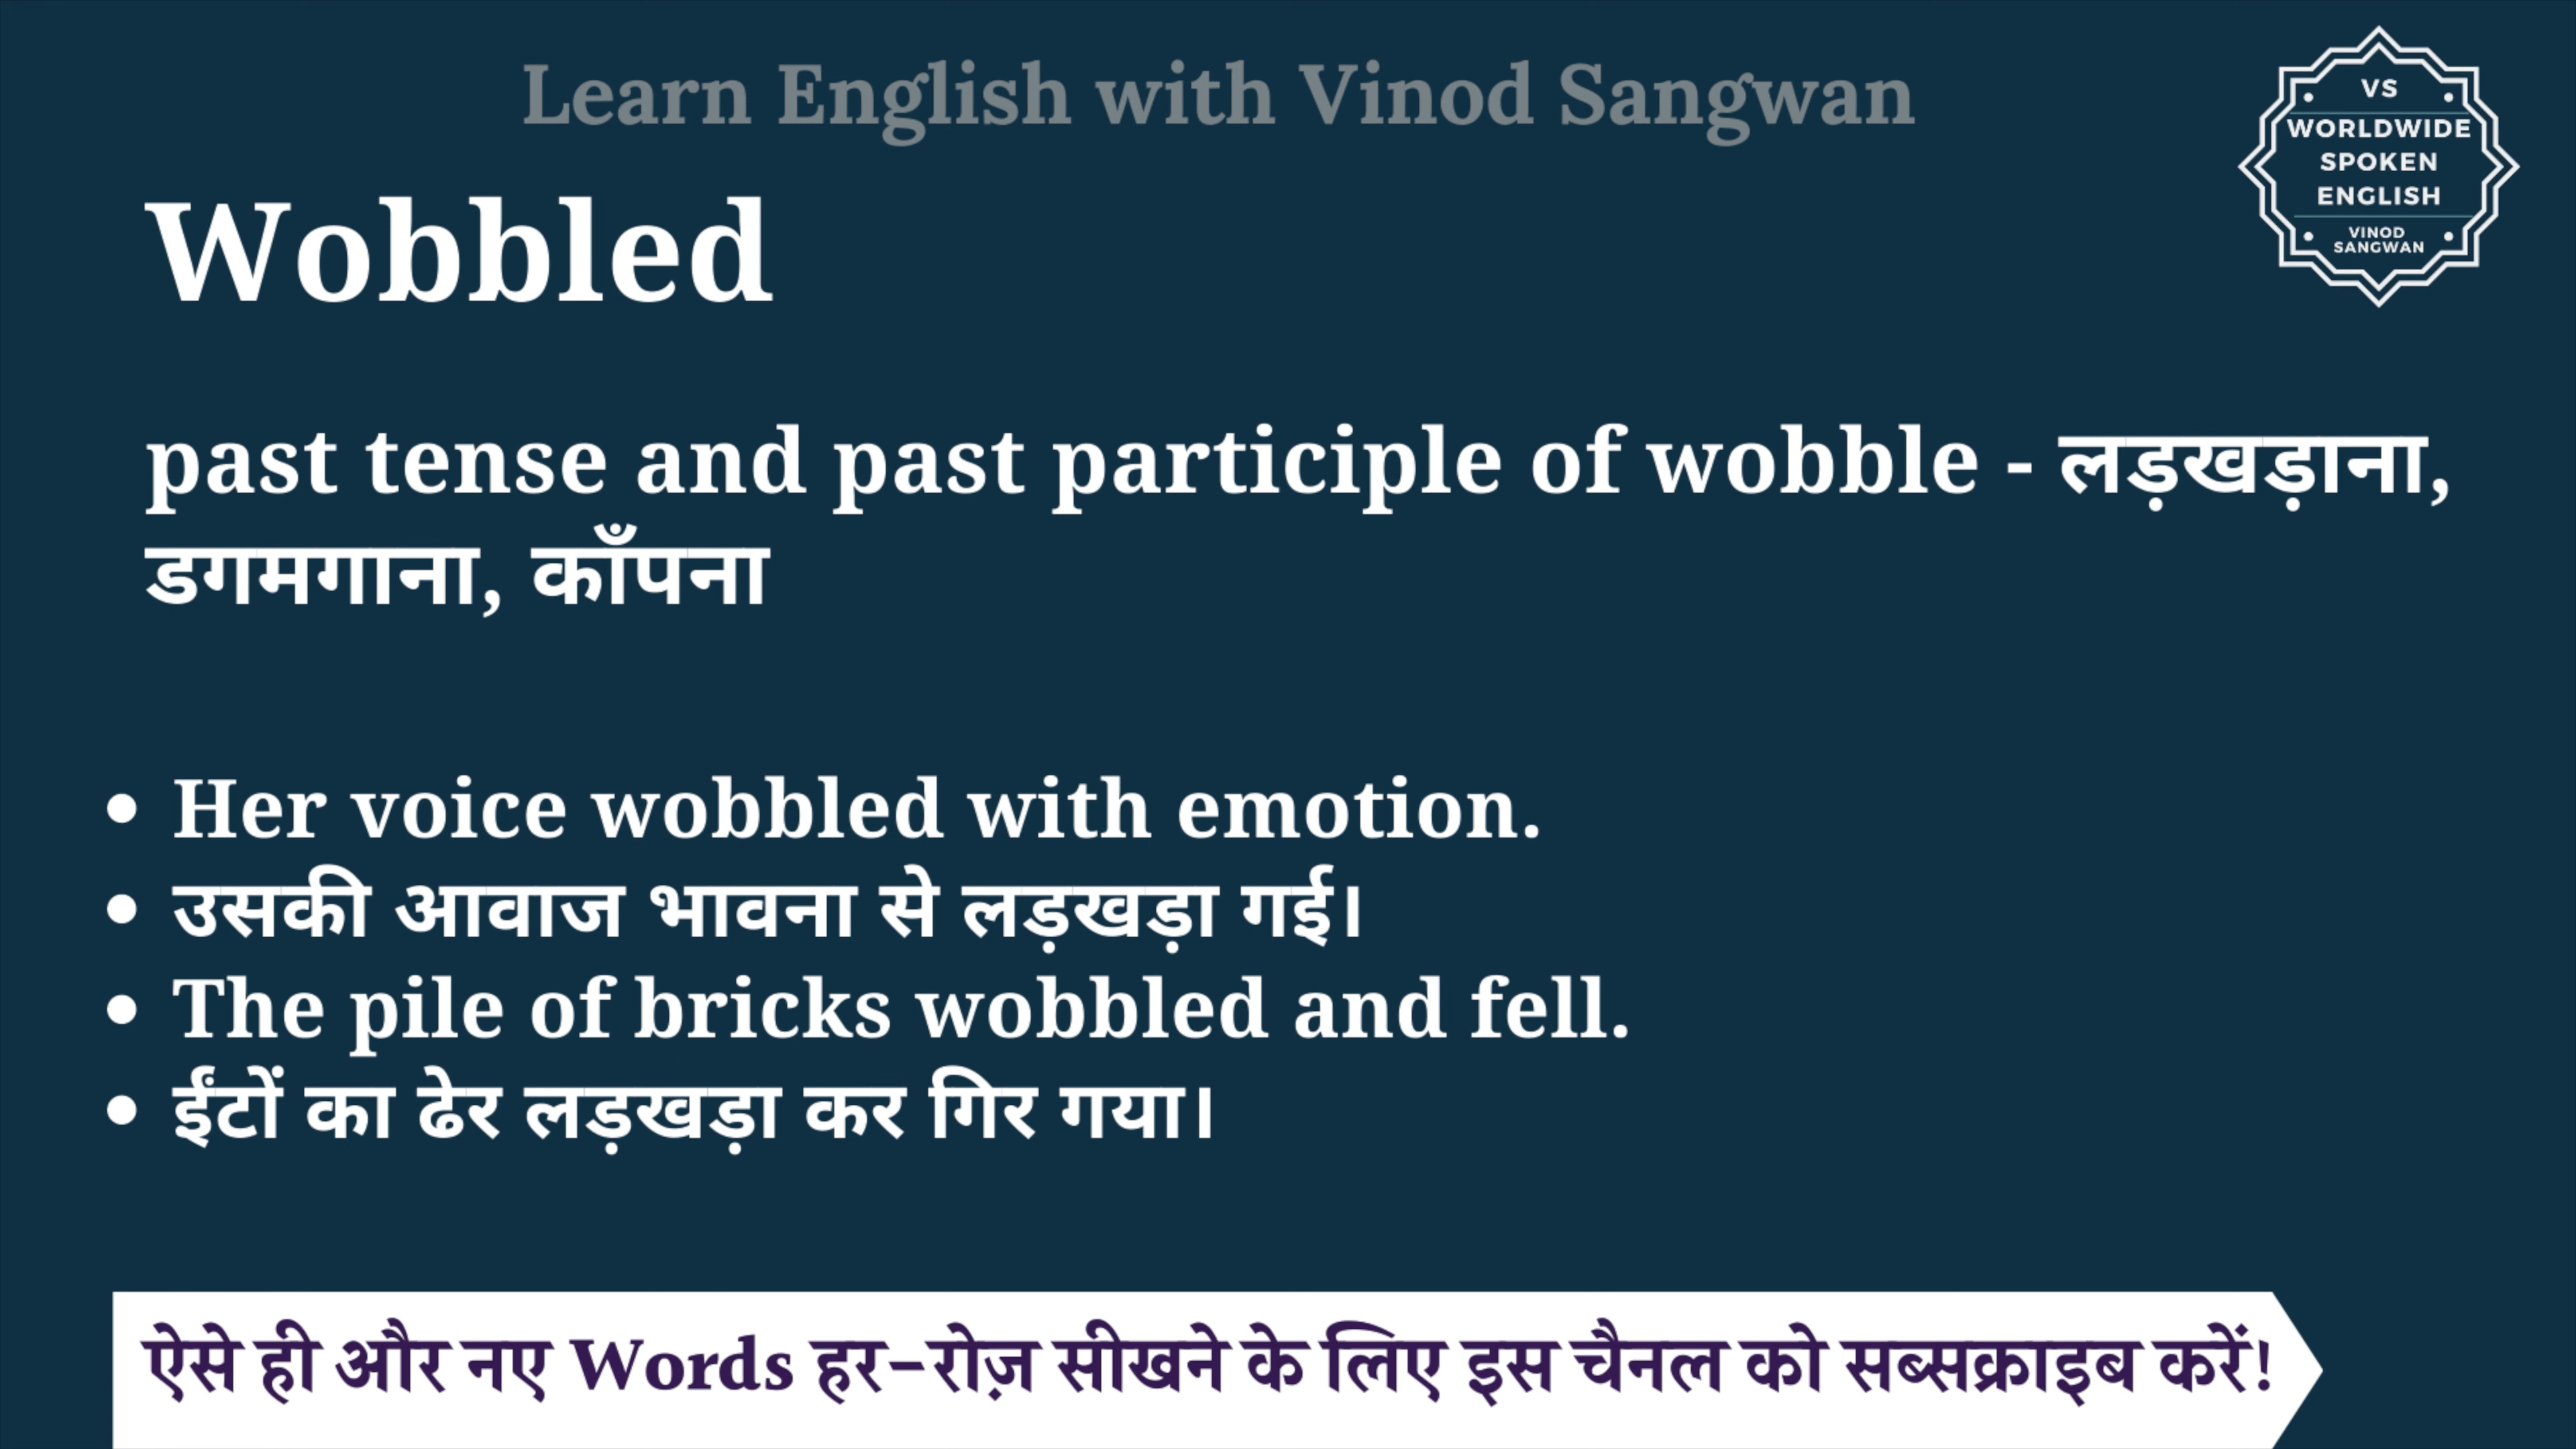 Learn English with Vinod Sangwan
VS
WORLDWIDE
SPOKEN
ENGLISH
VINOD
SANGWAN
Wobbled
past tense and past participle of wobble - लड़खड़ाना,
डगमगाना, काँपना
• Her voice wobbled with emotion.
• उसकी आवाज भावना से लड़खड़ा गई।
• The pile of bricks wobbled and fell.
• ईंटों का ढेर लड़खड़ा कर गिर गया।
ऐसे ही और नए Words हर-रोज़ सीखने के लिए इस चैनल को सब्सक्राइब करें!